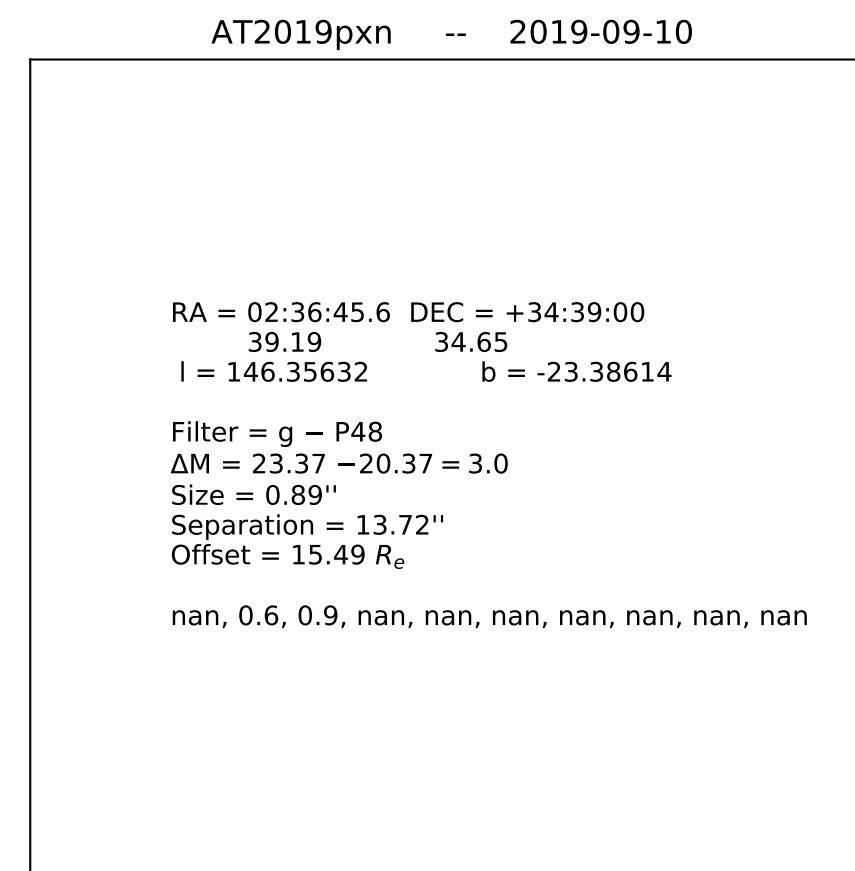 AT2019pxn -- 2019-09-10
RA = 02:36:45.6 DEC = +34:39:00
39.19 34.65
l = 146.35632 b = -23.38614
Filter = g − P48
ΔM = 23.37 −20.37 = 3.0
Size = 0.89''
Separation = 13.72''
Offset = 15.49 Rₑ
nan, 0.6, 0.9, nan, nan, nan, nan, nan, nan, nan